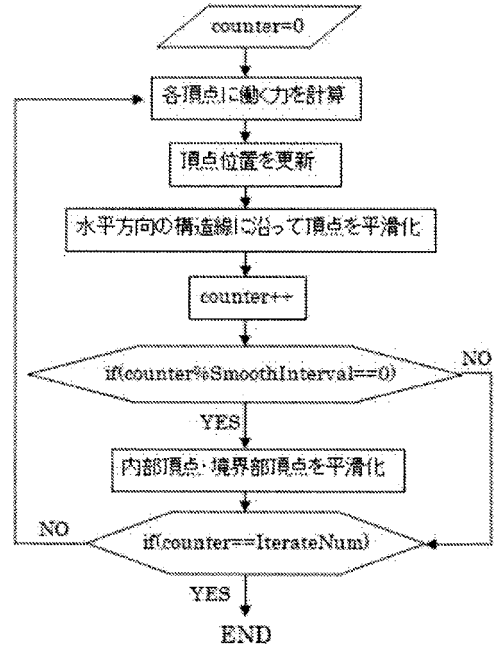 counter=0
各頂点に働く力を計算
頂点位置を更新
水平方向の構造線に沿って頂点を平滑化
counter++
if(counter%SmoothInterval==0)
NO
YES
内部頂点・境界部頂点を平滑化
NO
if(counter==IterateNum)
YES
END